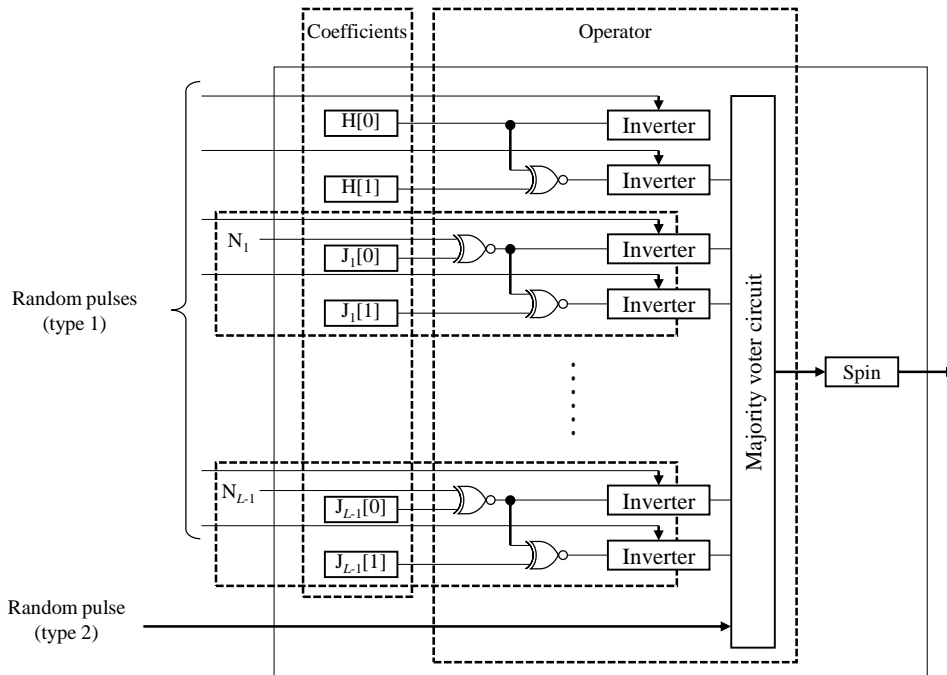 Coefficients
Operator
H[0]
Inverter
H[1]
Inverter
N1
J1[0]
Inverter
J1[1]
Inverter
Random pulses
(type 1)
Majority voter circuit
Spin
NL-1
JL-1[0]
Inverter
JL-1[1]
Inverter
Random pulse
(type 2)